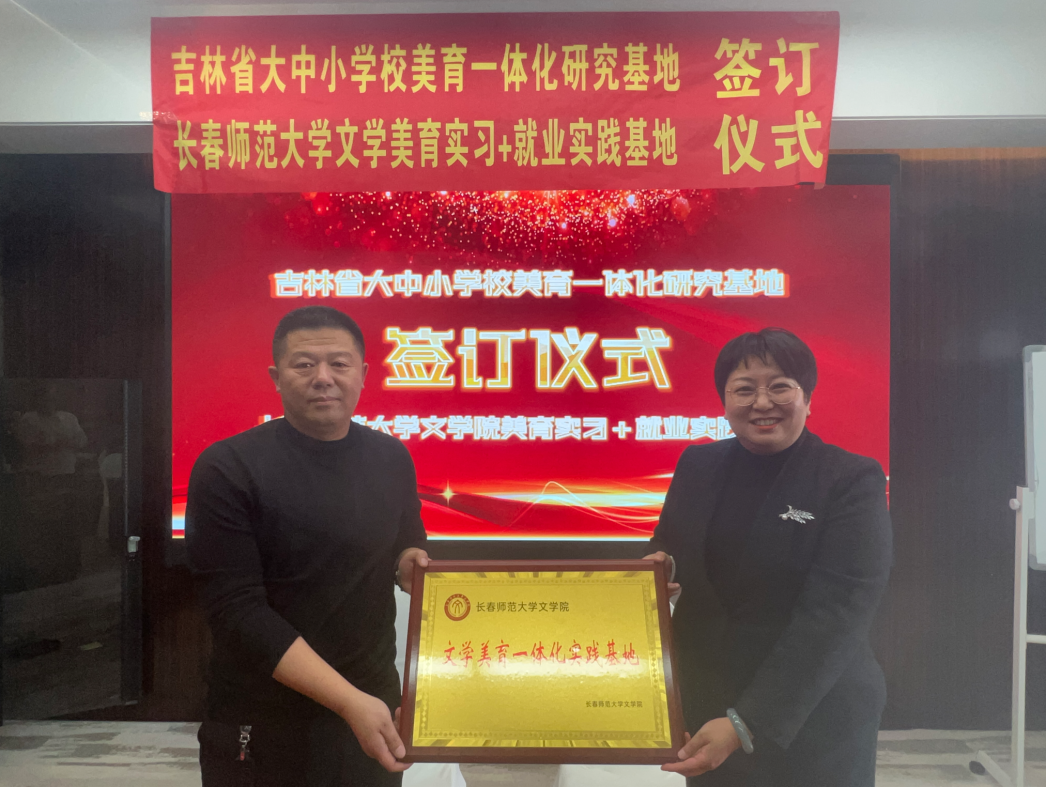 吉林省大中小学校美育一体化研究基地 签订
长春师范大学文学美育实习+就业实践基地 仪式
吉林省大中小学校美育一体化研究基地
签订仪式
大学文学院美育实习+就业实践
长春师范大学文学院
文学美育一体化实践基地
长春师范大学文学院